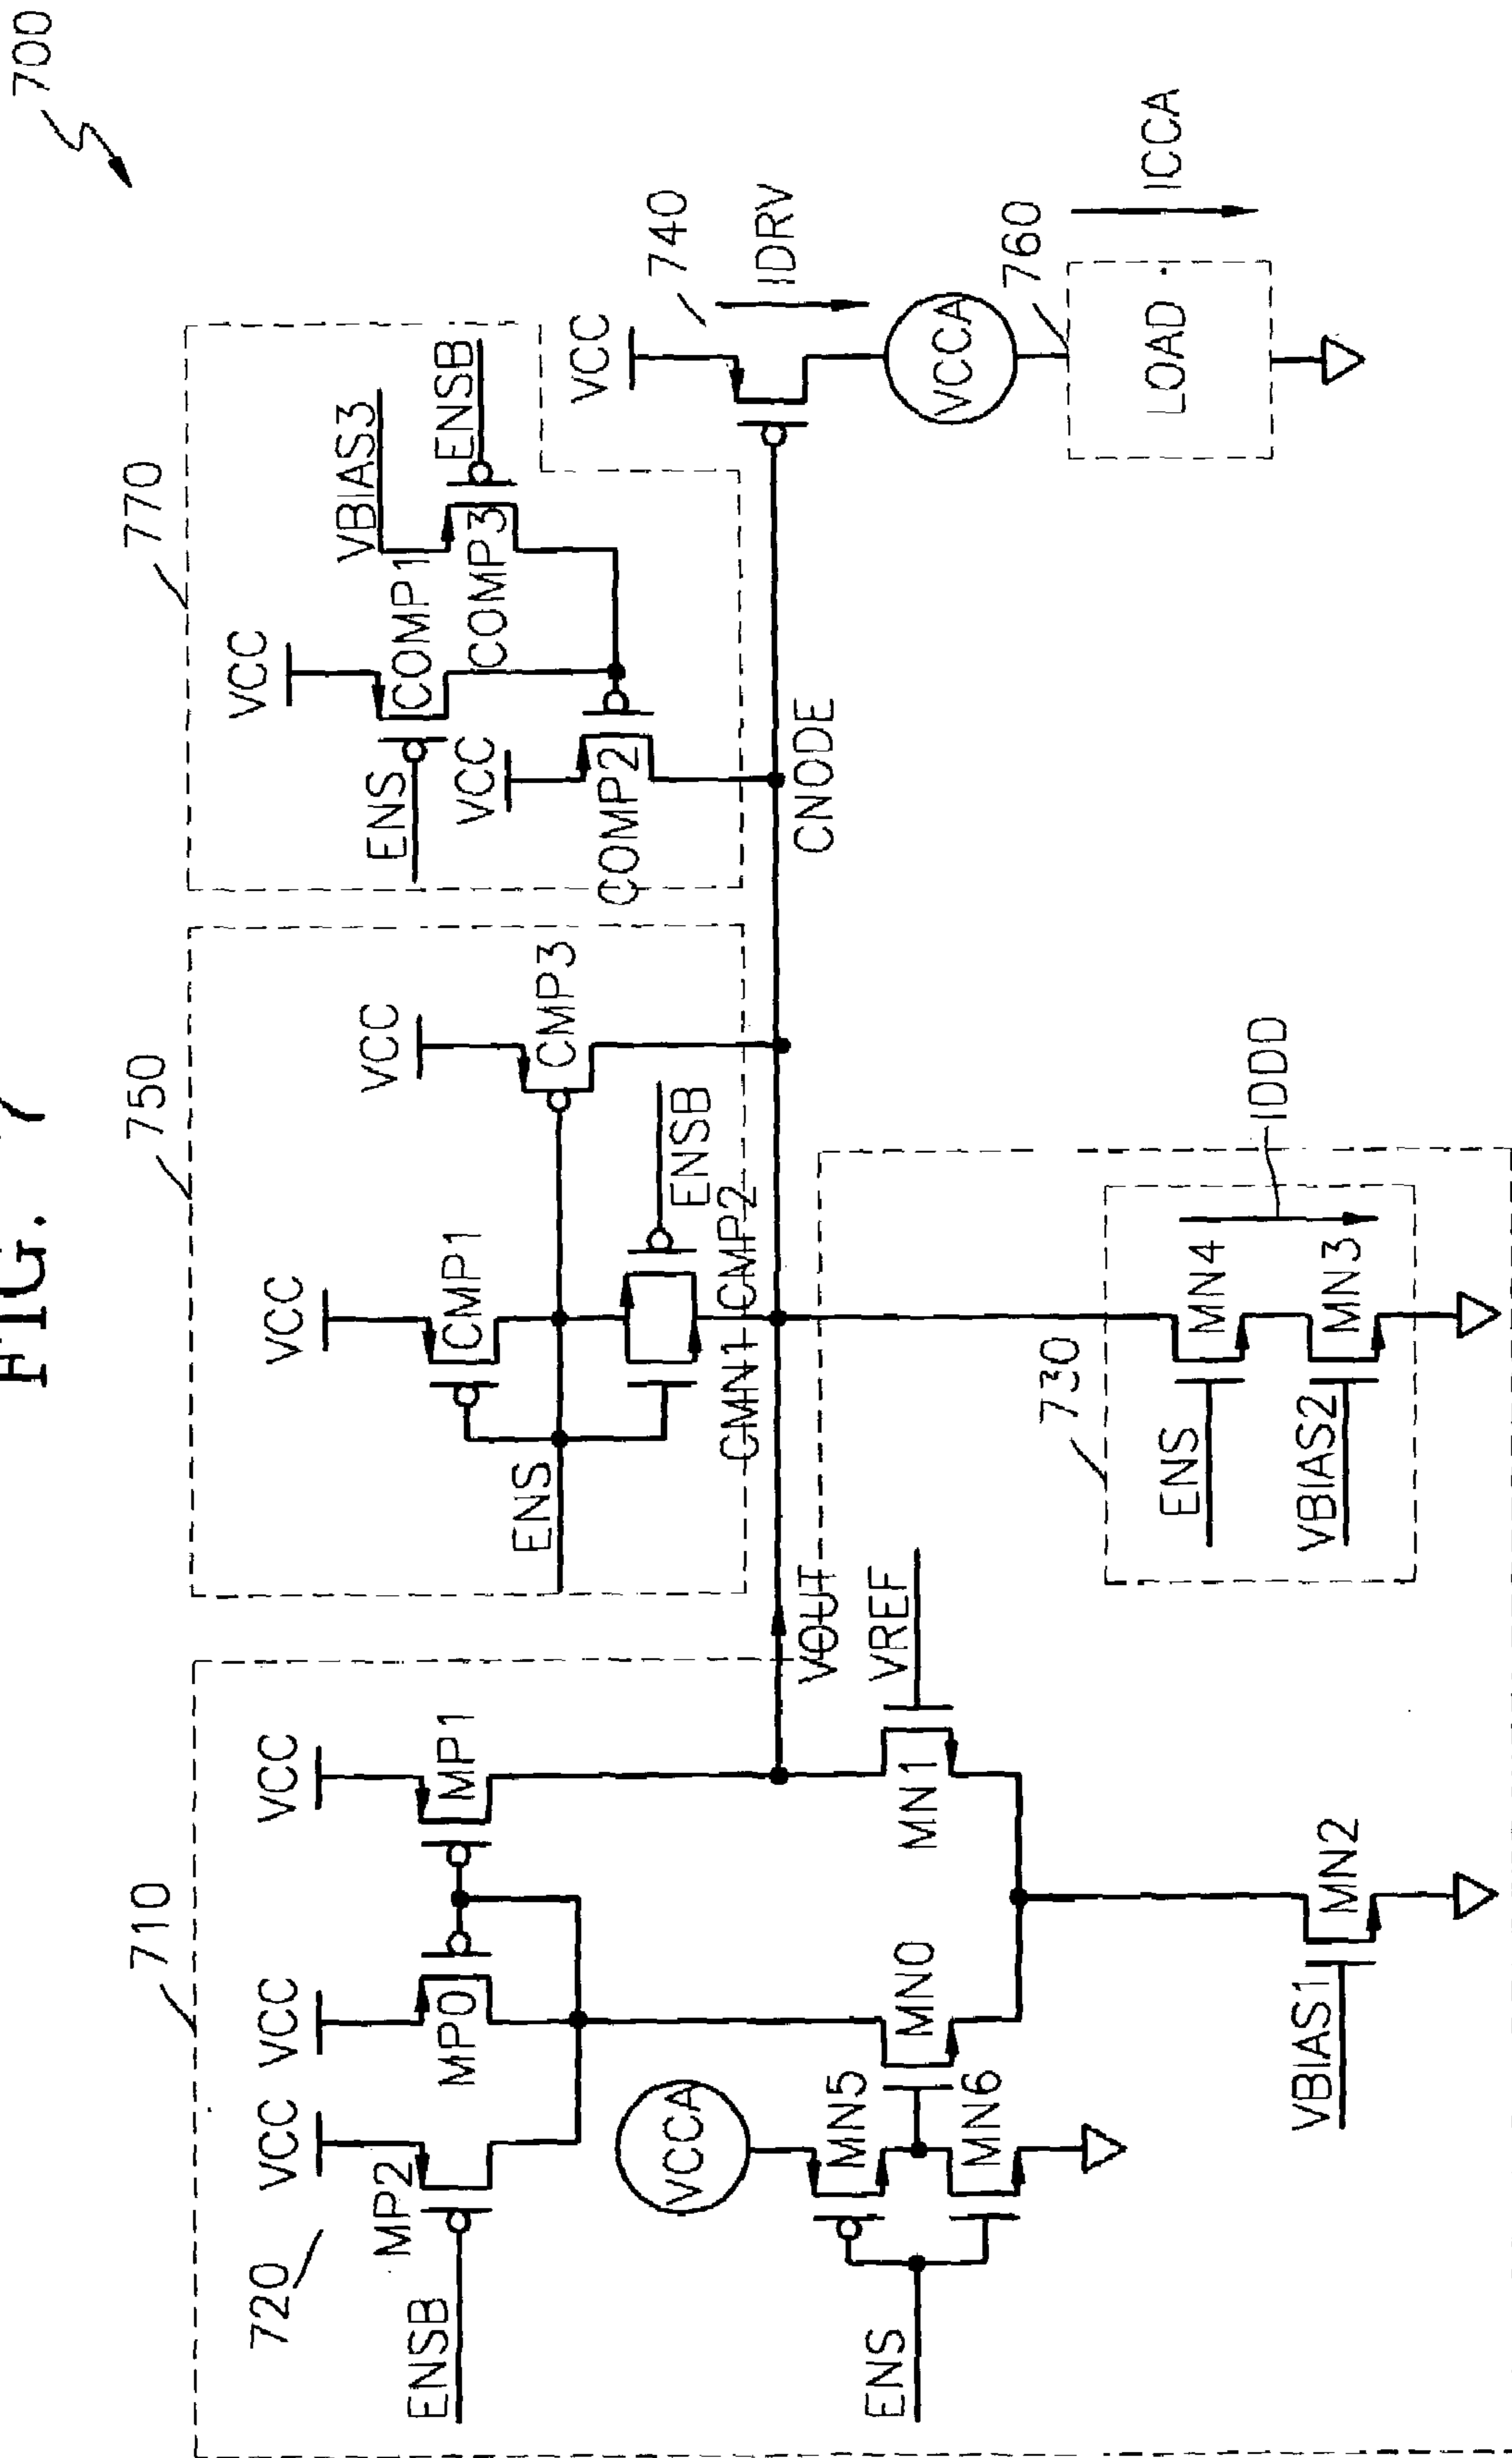 FIG. 7
700
710
720
VCC
VCC
VCC
MP2
MP0
MP1
ENSB
VCCA
MN5
MN6
ENS
MN0
MN1
VREF
VOUT
VBIAS1
MN2
750
VCC
CMP1
VCC
CMP3
ENS
ENSB
CMN1
CMP2
730
ENS
MN4
VBIAS2
MN3
IDDD
770
VCC
COMP1
ENS
VBIAS3
ENSB
COMP3
VCC
COMP2
CNODE
VCC
740
IDRV
VCCA
760
LOAD
ICCA